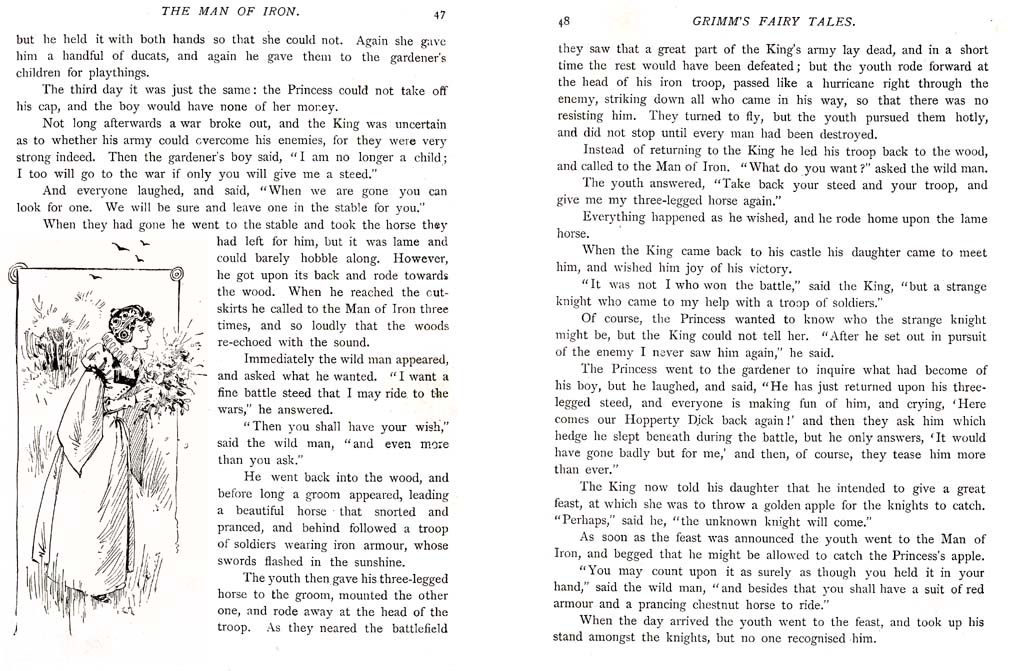 THE MAN OF IRON. 47
but he held it with both hands so that she could not. Again she gave
him a handful of ducats, and again he gave them to the gardener's
children for playthings.
The third day it was just the same: the Princess could not take off
his cap, and the boy would have none of her money.
Not long afterwards a war broke out, and the King was uncertain
as to whether his army could overcome his enemies, for they were very
strong indeed. Then the gardener's boy said, "I am no longer a child;
I too will go to the war if only you will give me a steed."
And everyone laughed, and said, "When we are gone you can
look for one. We will be sure and leave one in the stable for you."
When they had gone he went to the stable and took the horse they
had left for him, but it was lame and
could barely hobble along. However,
he got upon its back and rode towards
the wood. When he reached the out-
skirts he called to the Man of Iron three
times, and so loudly that the woods
re-echoed with the sound.
Immediately the wild man appeared,
and asked what he wanted. "I want a
fine battle steed that I may ride to the
wars," he answered.
"Then you shall have your wish,"
said the wild man, "and even more
than you ask."
He went back into the wood, and
before long a groom appeared, leading
a beautiful horse that snorted and
pranced, and behind followed a troop
of soldiers wearing iron armour, whose
swords flashed in the sunshine.
The youth then gave his three-legged
horse to the groom, mounted the other
one, and rode away at the head of the
troop. As they neared the battlefield
48 GRIMM'S FAIRY TALES.
they saw that a great part of the King's army lay dead, and in a short
time the rest would have been defeated; but the youth rode forward at
the head of his iron troop, passed like a hurricane right through the
enemy, striking down all who came in his way, so that there was no
resisting him. They turned to fly, but the youth pursued them hotly,
and did not stop until every man had been destroyed.
Instead of returning to the King he led his troop back to the wood,
and called to the Man of Iron. "What do you want?" asked the wild man.
The youth answered, "Take back your steed and your troop, and
give me my three-legged horse again."
Everything happened as he wished, and he rode home upon the lame
horse.
When the King came back to his castle his daughter came to meet
him, and wished him joy of his victory.
"It was not I who won the battle," said the King, "but a strange
knight who came to my help with a troop of soldiers."
Of course, the Princess wanted to know who the strange knight
might be, but the King could not tell her. "After he set out in pursuit
of the enemy I never saw him again," he said.
The Princess went to the gardener to inquire what had become of
his boy, but he laughed, and said, "He has just returned upon his three-
legged steed, and everyone is making fun of him, and crying, 'Here
comes our Hopperty Dick back again!' and then they ask him which
hedge he slept beneath during the battle, but he only answers, 'It would
have gone badly but for me,' and then, of course, they tease him more
than ever."
The King now told his daughter that he intended to give a great
feast, at which she was to throw a golden apple for the knights to catch.
"Perhaps," said he, "the unknown knight will come."
As soon as the feast was announced the youth went to the Man of
Iron, and begged that he might be allowed to catch the Princess's apple.
"You may count upon it as surely as though you held it in your
hand," said the wild man, "and besides that you shall have a suit of red
armour and a prancing chestnut horse to ride."
When the day arrived the youth went to the feast, and took up his
stand amongst the knights, but no one recognised him.